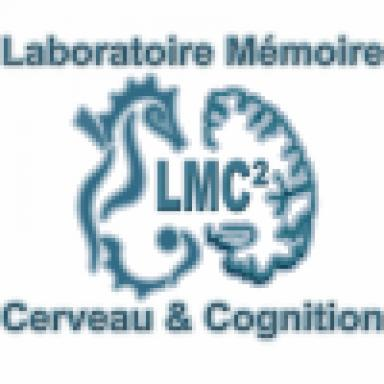 Laboratoire Mémoire
LMC²
Cerveau & Cognition